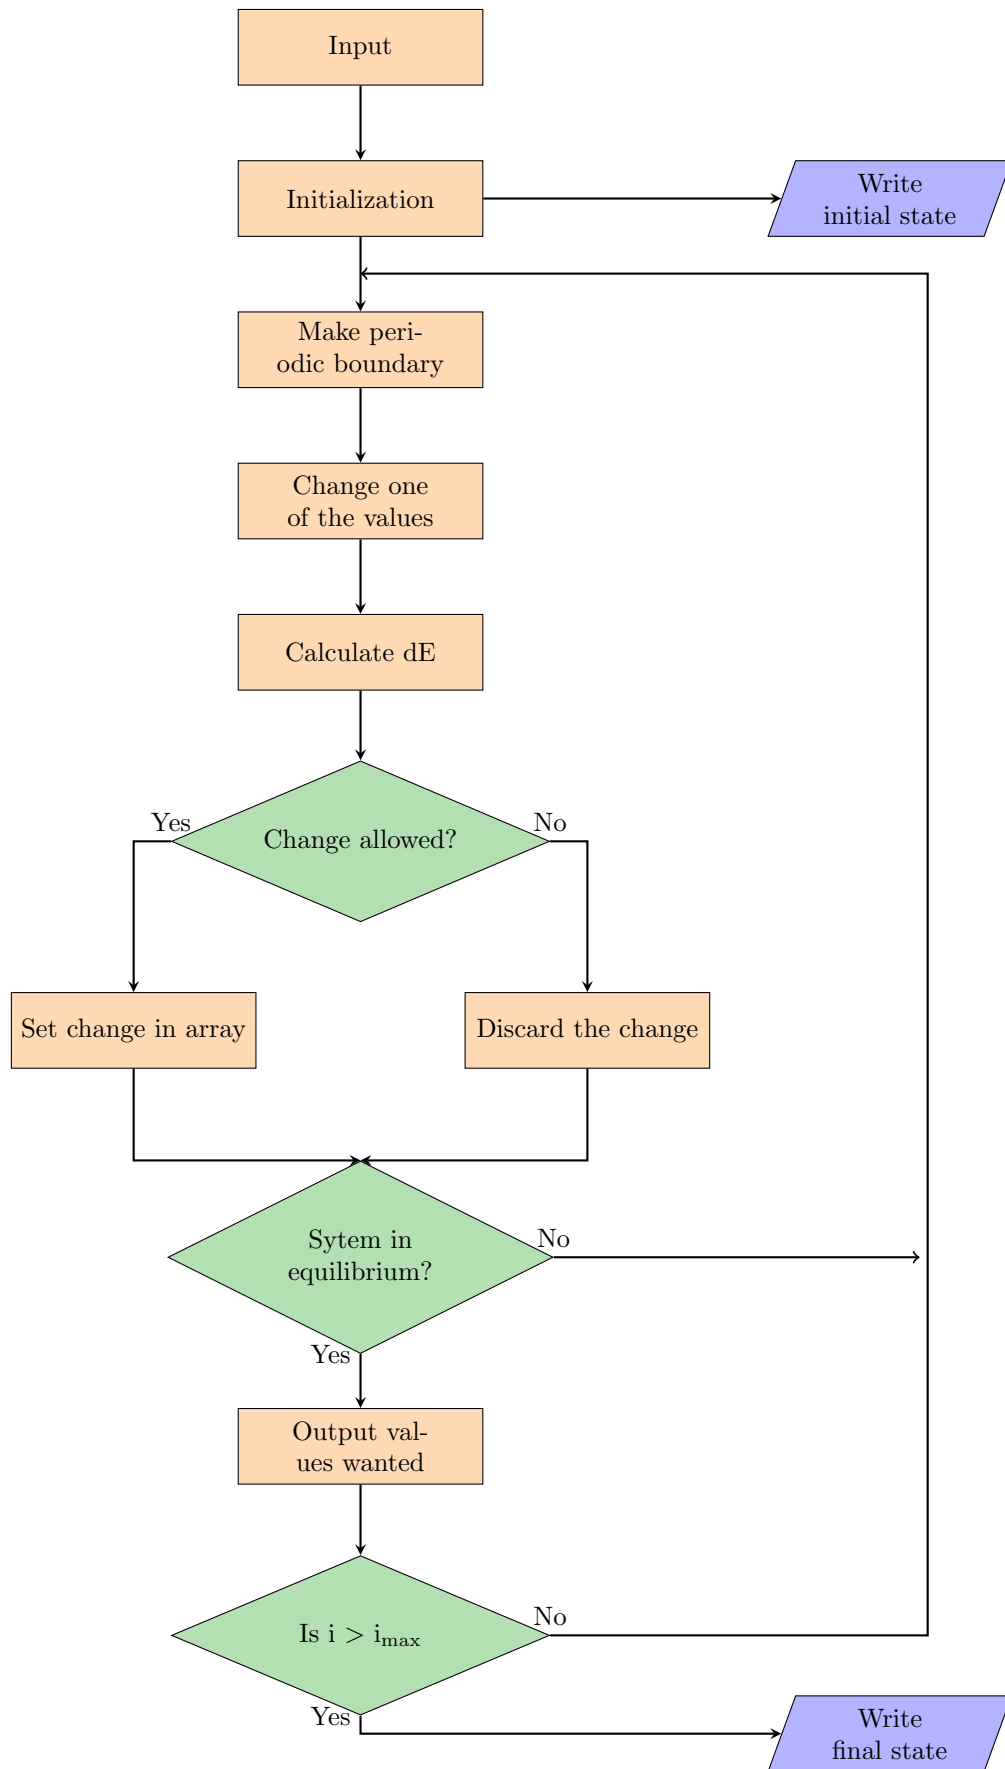 Input
Initialization
Write
initial state
Make peri-
odic boundary
Change one
of the values
Calculate dE
Yes
No
Change allowed?
Set change in array
Discard the change
Sytem in
equilibrium?
No
Yes
Output val-
ues wanted
Is i > i_max
No
Yes
Write
final state